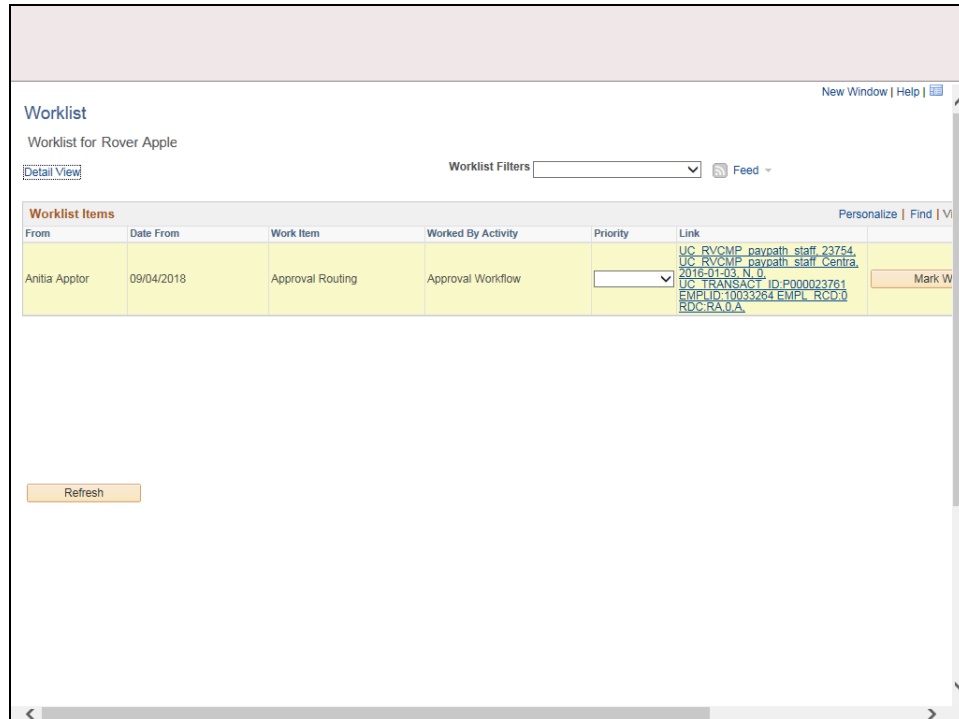 New Window | Help |
Worklist
Worklist for Rover Apple
Detail View
Worklist Filters
Feed
Worklist Items
Personalize | Find | Vi
From Date From Work Item Worked By Activity Priority Link
Anitia Apptor 09/04/2018 Approval Routing Approval Workflow
UC_RVCMP_paypath_staff, 23754,
UC_RVCMP_paypath_staff Centra,
2016-01-03, N, 0,
UC_TRANSACT_ID:P000023761
EMPLID:10033264 EMPL_RCD:0
RDC:RA,0,A,
Mark W
Refresh